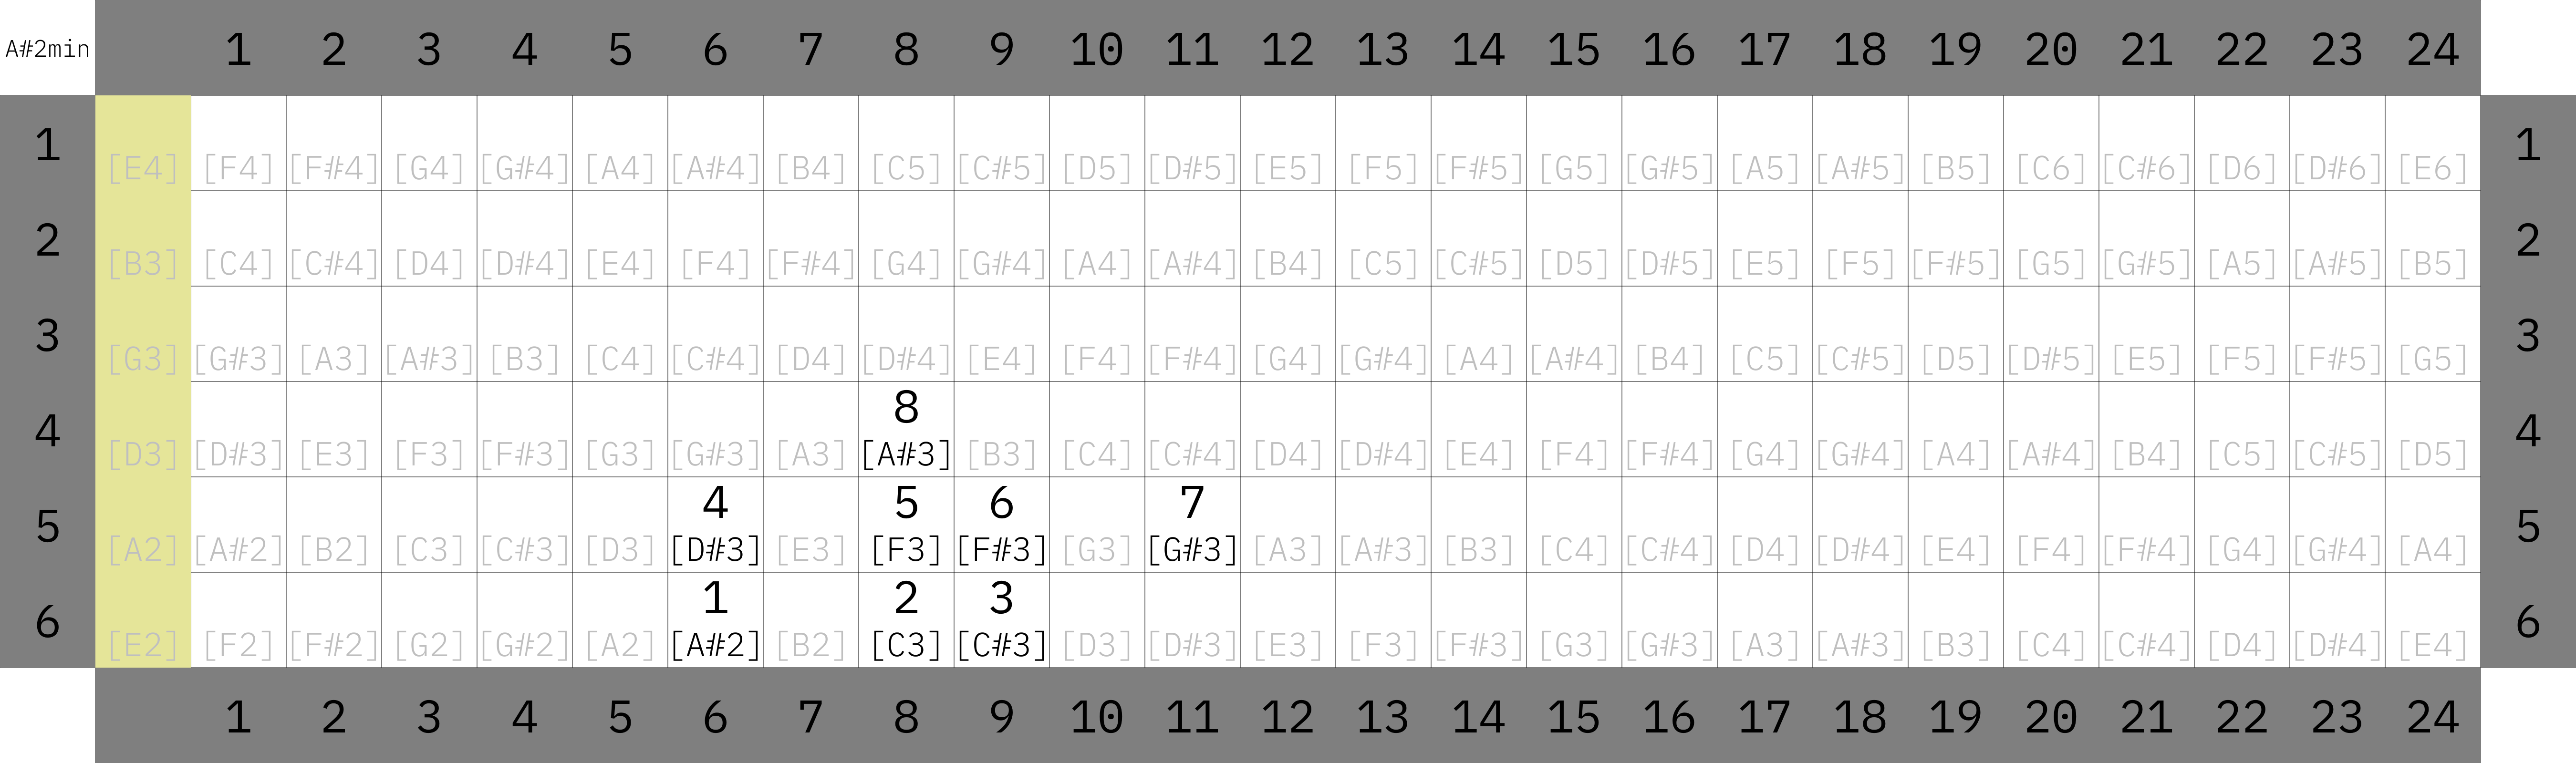 A#2min 1 2 3 4 5 6 7 8 9 10 11 12 13 14 15 16 17 18 19 20 21 22 23 24
1 [E4] [F4] [F#4] [G4] [G#4] [A4] [A#4] [B4] [C5] [C#5] [D5] [D#5] [E5] [F5] [F#5] [G5] [G#5] [A5] [A#5] [B5] [C6] [C#6] [D6] [D#6] [E6] 1
2 [B3] [C4] [C#4] [D4] [D#4] [E4] [F4] [F#4] [G4] [G#4] [A4] [A#4] [B4] [C5] [C#5] [D5] [D#5] [E5] [F5] [F#5] [G5] [G#5] [A5] [A#5] [B5] 2
3 [G3] [G#3] [A3] [A#3] [B3] [C4] [C#4] [D4] [D#4] [E4] [F4] [F#4] [G4] [G#4] [A4] [A#4] [B4] [C5] [C#5] [D5] [D#5] [E5] [F5] [F#5] [G5] 3
8
4 [D3] [D#3] [E3] [F3] [F#3] [G3] [G#3] [A3] [A#3] [B3] [C4] [C#4] [D4] [D#4] [E4] [F4] [F#4] [G4] [G#4] [A4] [A#4] [B4] [C5] [C#5] [D5] 4
4 5 6 7
5 [A2] [A#2] [B2] [C3] [C#3] [D3] [D#3] [E3] [F3] [F#3] [G3] [G#3] [A3] [A#3] [B3] [C4] [C#4] [D4] [D#4] [E4] [F4] [F#4] [G4] [G#4] [A4] 5
1 2 3
6 [E2] [F2] [F#2] [G2] [G#2] [A2] [A#2] [B2] [C3] [C#3] [D3] [D#3] [E3] [F3] [F#3] [G3] [G#3] [A3] [A#3] [B3] [C4] [C#4] [D4] [D#4] [E4] 6
1 2 3 4 5 6 7 8 9 10 11 12 13 14 15 16 17 18 19 20 21 22 23 24